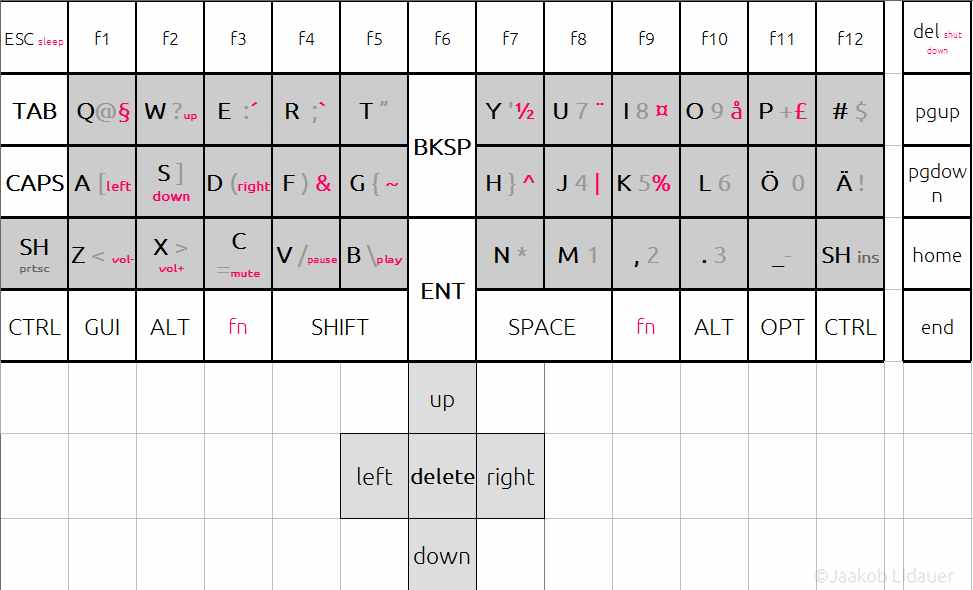 ESC sleep f1 f2 f3 f4 f5 f6 f7 f8 f9 f10 f11 f12 del shut
down
TAB Q@§ W?up E :´ R ;` T " Y '½ U 7 ¨ I 8 ¤ O 9 å P +£ # $ pgup
BKSP
CAPS A [left S ] D (right F ) & G { ~ H } ^ J 4 | K 5% L 6 Ö 0 Ä ! pgdow
down n
SH Z < vol- X > C V /pause B \play N * M 1 , 2 . 3 _- SH ins home
prtsc vol+ =mute
ENT
CTRL GUI ALT fn SHIFT SPACE fn ALT OPT CTRL end
up
left delete right
down
©Jaakob Lidauer